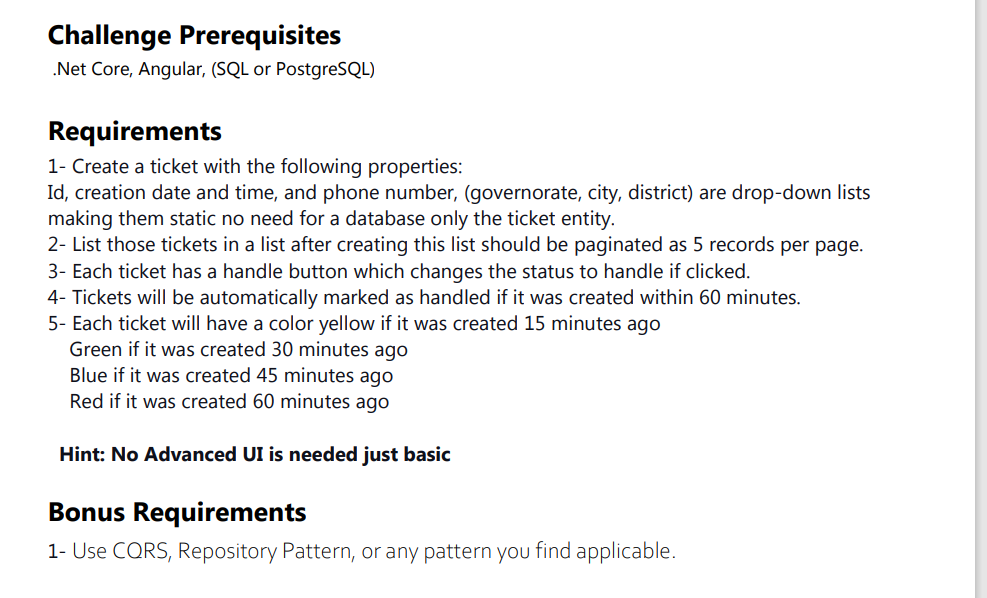 Challenge Prerequisites
.Net Core, Angular, (SQL or PostgreSQL)
Requirements
1- Create a ticket with the following properties:
Id, creation date and time, and phone number, (governorate, city, district) are drop-down lists
making them static no need for a database only the ticket entity.
2- List those tickets in a list after creating this list should be paginated as 5 records per page.
3- Each ticket has a handle button which changes the status to handle if clicked.
4- Tickets will be automatically marked as handled if it was created within 60 minutes.
5- Each ticket will have a color yellow if it was created 15 minutes ago
Green if it was created 30 minutes ago
Blue if it was created 45 minutes ago
Red if it was created 60 minutes ago
Hint: No Advanced UI is needed just basic
Bonus Requirements
1- Use CQRS, Repository Pattern, or any pattern you find applicable.